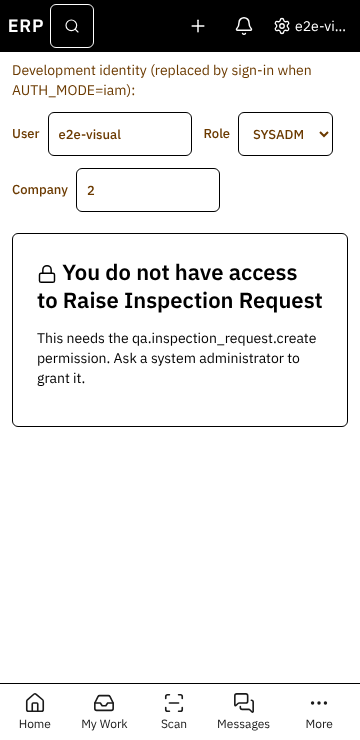 ERP
e2e-vi...
Development identity (replaced by sign-in when
AUTH_MODE=iam):
User e2e-visual Role SYSADM
Company 2
You do not have access
to Raise Inspection Request
This needs the qa.inspection_request.create
permission. Ask a system administrator to
grant it.
Home My Work Scan Messages More